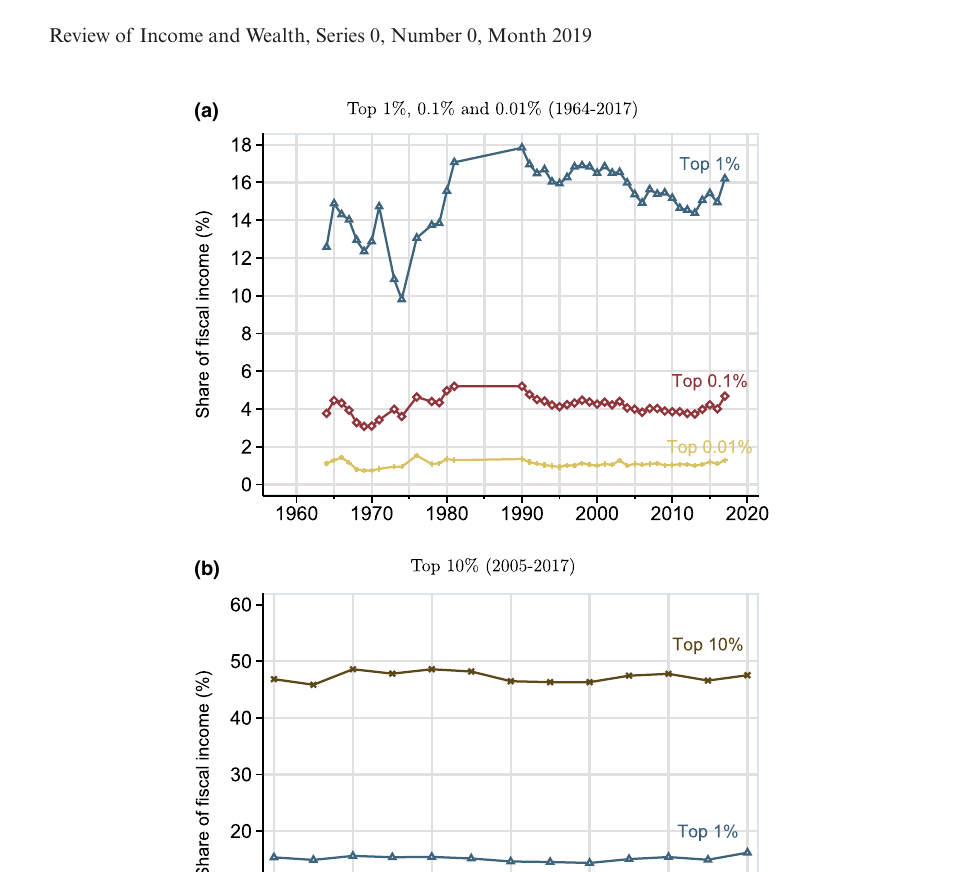 Review of Income and Wealth, Series 0, Number 0, Month 2019
(a)
Top 1%, 0.1% and 0.01% (1964-2017)
Share of fiscal income (%)
18
16
14
12
10
8
6
4
2
0
Top 1%
Top 0.1%
Top 0.01%
1960 1970 1980 1990 2000 2010 2020
(b)
Top 10% (2005-2017)
Share of fiscal income (%)
60
50
40
30
20
Top 10%
Top 1%